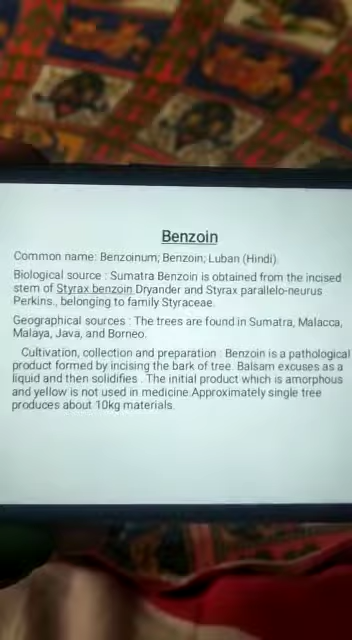 Benzoin
Common name: Benzoinum; Benzoin; Luban (Hindi).
Biological source : Sumatra Benzoin is obtained from the incised
stem of Styrax benzoin Dryander and Styrax parallelo-neurus
Perkins., belonging to family Styraceae.
Geographical sources : The trees are found in Sumatra, Malacca,
Malaya, Java, and Borneo.
Cultivation, collection and preparation : Benzoin is a pathological
product formed by incising the bark of tree. Balsam excuses as a
liquid and then solidifies . The initial product which is amorphous
and yellow is not used in medicine.Approximately single tree
produces about 10kg materials.